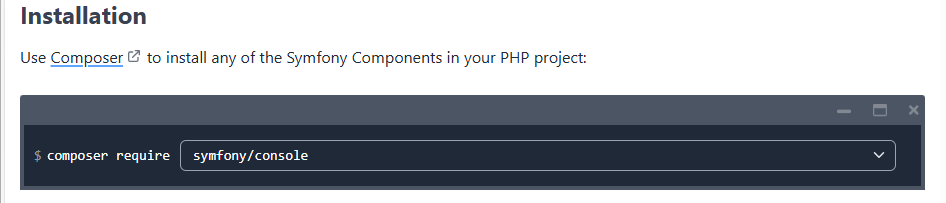 Installation
Use Composer to install any of the Symfony Components in your PHP project:
$ composer require symfony/console